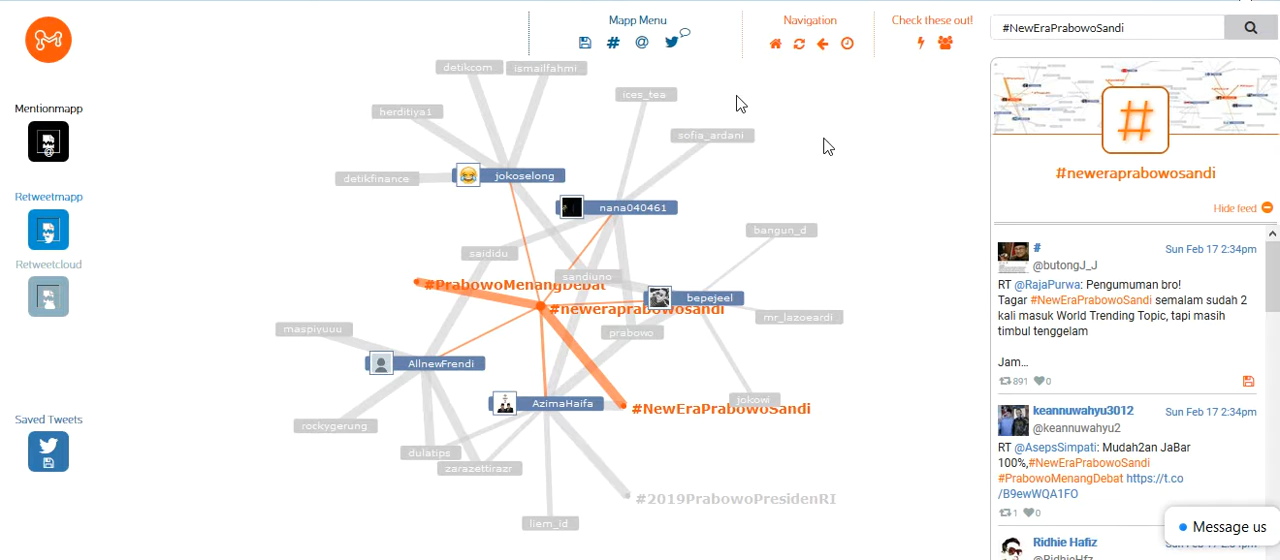 Mapp Menu
Navigation
Check these out!
#NewEraPrabowoSandi
Mentionmapp
Retweetmapp
Retweetcloud
Saved Tweets
detikcom
ismailfahmi
herditiya1
ices_tea
sofia_ardani
detikfinance
jokoselong
nana040461
bangun_d
saididu
sandiuno
#PrabowoMenangDebat
bepejeel
#neweraprabowosandi
mr_lazoeardi
maspiyuuu
prabowo
AllnewFrendi
AzimaHaifa
jokowi
#NewEraPrabowoSandi
rockygerung
dulatips
zarazettirazr
#2019PrabowoPresidenRI
liem_id
#
#neweraprabowosandi
Hide feed
# Sun Feb 17 2:34pm
@butongJ_J
RT @RajaPurwa: Pengumuman bro!
Tagar #NewEraPrabowoSandi semalam sudah 2
kali masuk World Trending Topic, tapi masih
timbul tenggelam
Jam...
891 0
keannuwahyu3012 Sun Feb 17 2:34pm
@keannuwahyu2
RT @AsepsSimpati: Mudah2an JaBar
100%,#NewEraPrabowoSandi
#PrabowoMenangDebat https://t.co
/B9ewWQA1FO
1 0
Ridhie Hafiz
@RidhieHfz
Message us